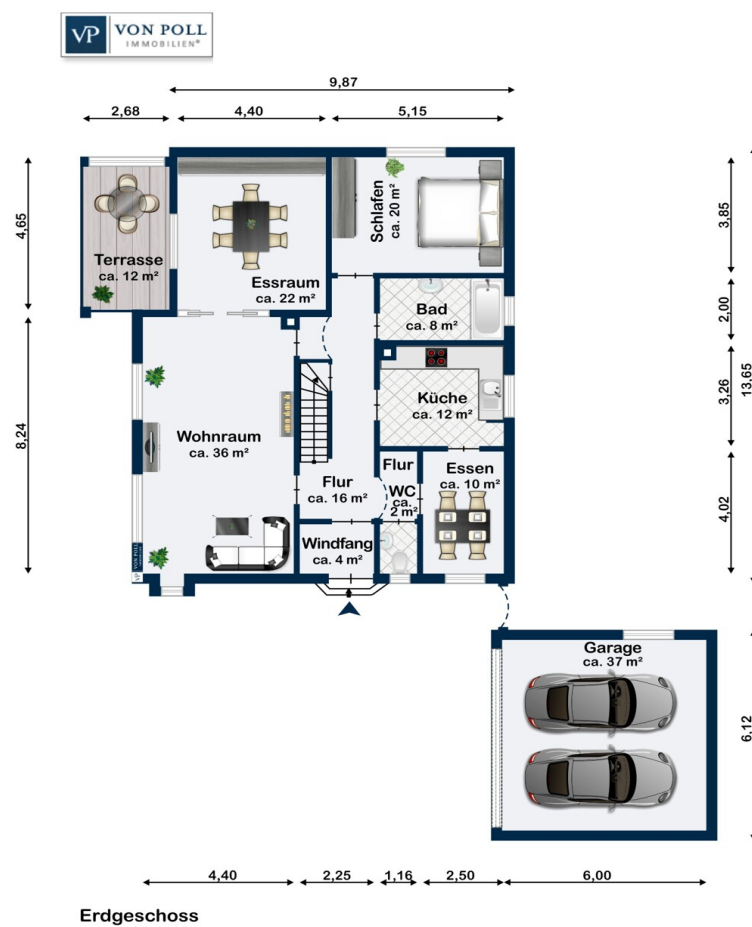 VP VON POLL
IMMOBILIEN®
9,87
2,68 4,40 5,15
4,65
8,24
3,85
2,00
3,26
4,02
13,65
6,12
Terrasse
ca. 12 m²
Essraum
ca. 22 m²
Schlafen
ca. 20 m²
Bad
ca. 8 m²
Küche
ca. 12 m²
Wohnraum
ca. 36 m²
Flur
ca. 16 m²
Flur
WC
ca.
2 m²
Essen
ca. 10 m²
Windfang
ca. 4 m²
VP VON POLL
Garage
ca. 37 m²
4,40 2,25 1,16 2,50 6,00
Erdgeschoss